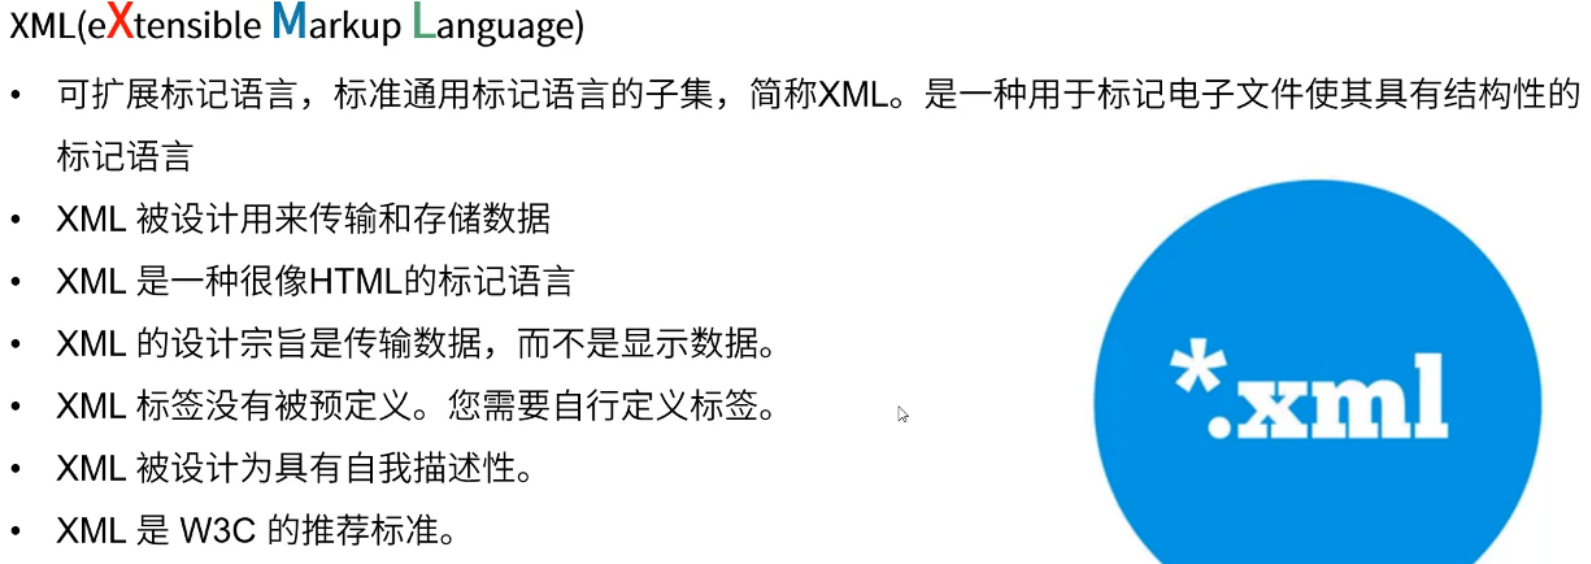 XML(eXtensible Markup Language)
• 可扩展标记语言，标准通用标记语言的子集，简称XML。是一种用于标记电子文件使其具有结构性的
标记语言
• XML 被设计用来传输和存储数据
• XML 是一种很像HTML的标记语言
• XML 的设计宗旨是传输数据，而不是显示数据。
• XML 标签没有被预定义。您需要自行定义标签。
• XML 被设计为具有自我描述性。
• XML 是 W3C 的推荐标准。
*.xml